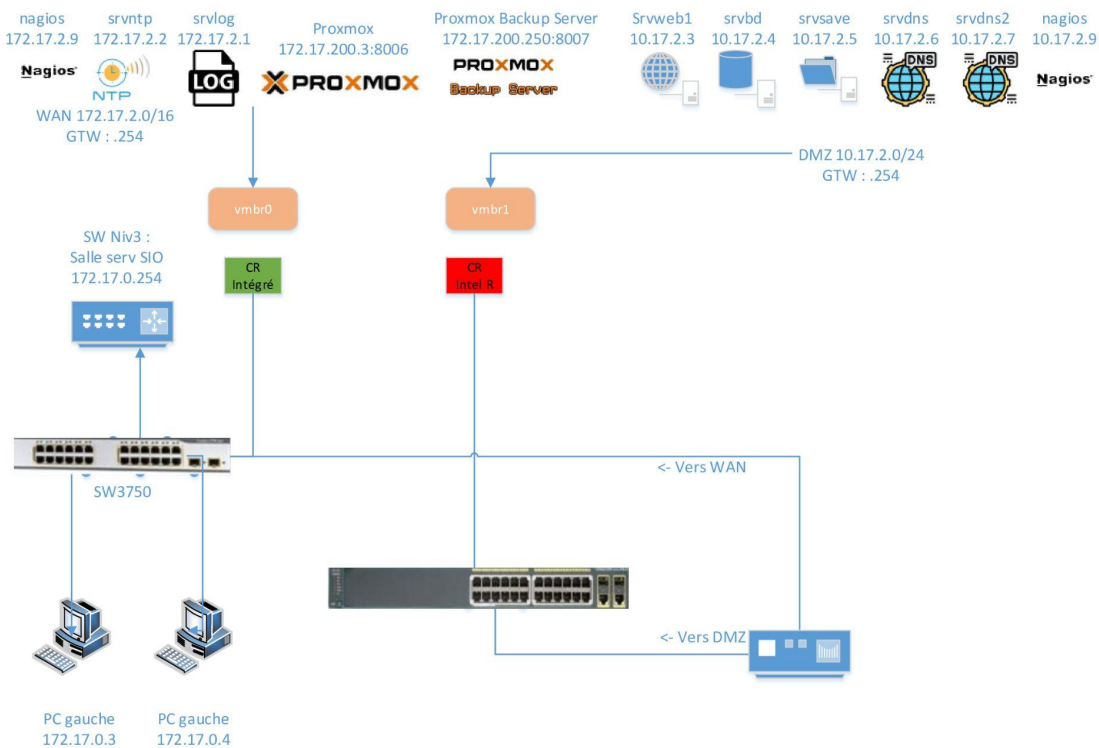 nagios
172.17.2.9
Nagios
srvntp
172.17.2.2
NTP
srvlog
172.17.2.1
LOG
WAN 172.17.2.0/16
GTW : .254
Proxmox
172.17.200.3:8006
PROXMOX
Proxmox Backup Server
172.17.200.250:8007
PROXMOX
Backup Server
Srvweb1
10.17.2.3
srvbd
10.17.2.4
srvsave
10.17.2.5
srvdns
10.17.2.6
DNS
srvdns2
10.17.2.7
DNS
nagios
10.17.2.9
Nagios
DMZ 10.17.2.0/24
GTW : .254
vmbr0
vmbr1
SW Niv3 :
Salle serv SIO
172.17.0.254
CR
Intégré
CR
Intel R
SW3750
<- Vers WAN
<- Vers DMZ
PC gauche
172.17.0.3
PC gauche
172.17.0.4